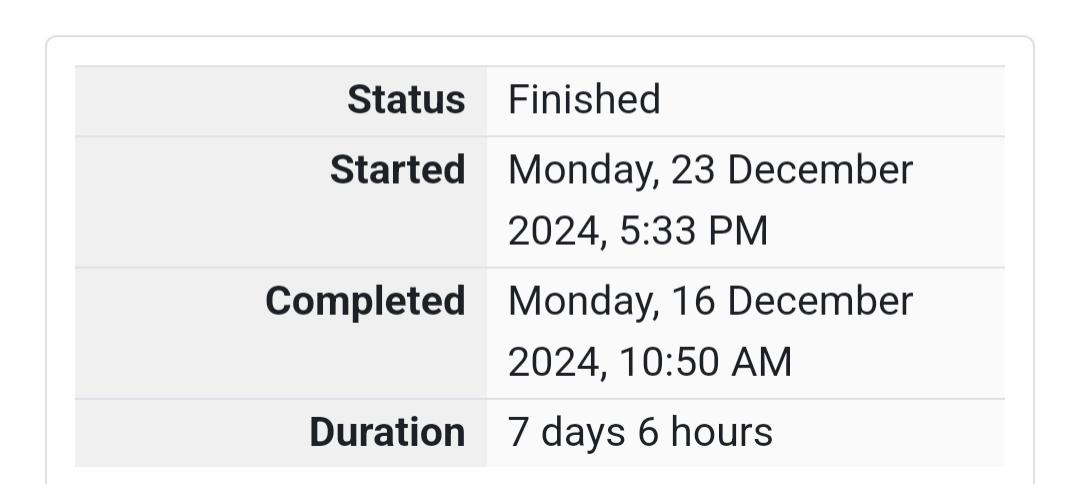 Status Finished
Started Monday, 23 December
2024, 5:33 PM
Completed Monday, 16 December
2024, 10:50 AM
Duration 7 days 6 hours